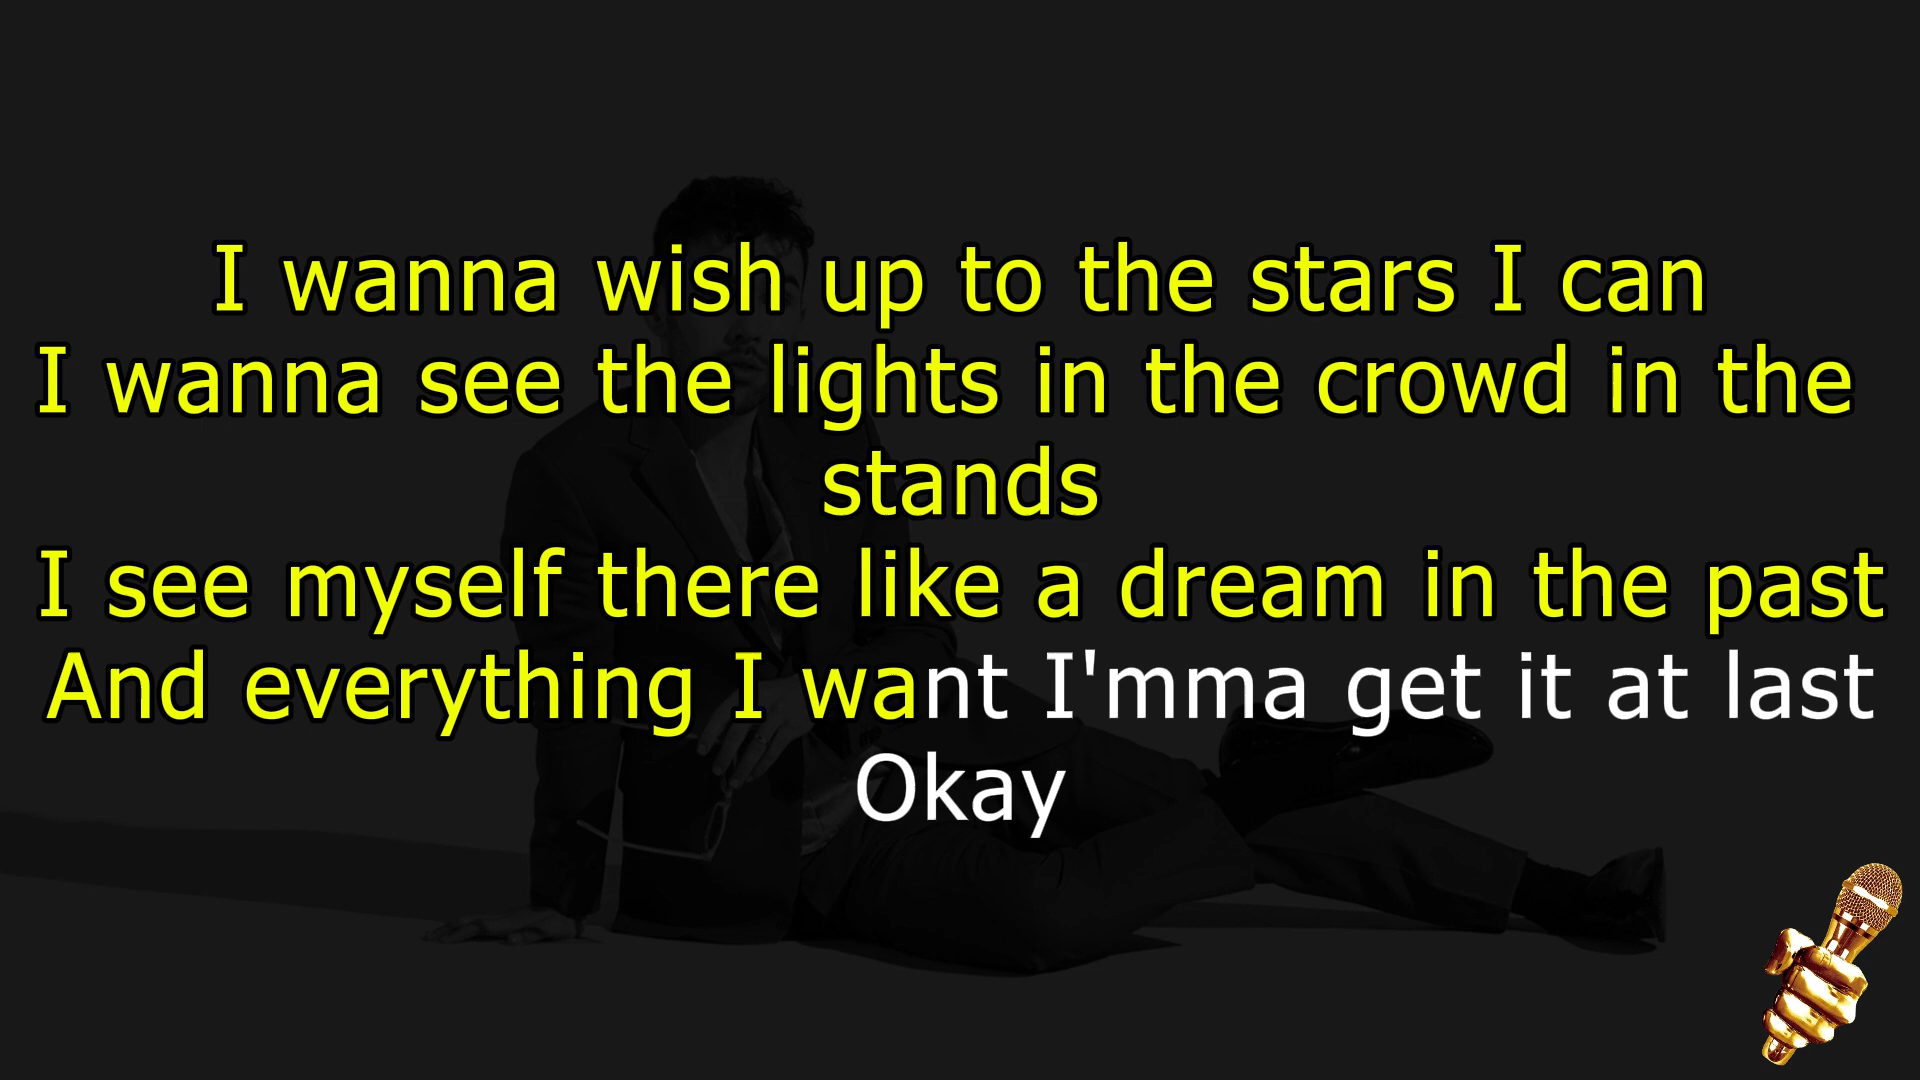 I wanna wish up to the stars I can
I wanna see the lights in the crowd in the
stands
I see myself there like a dream in the past
And everything I want I'mma get it at last
Okay